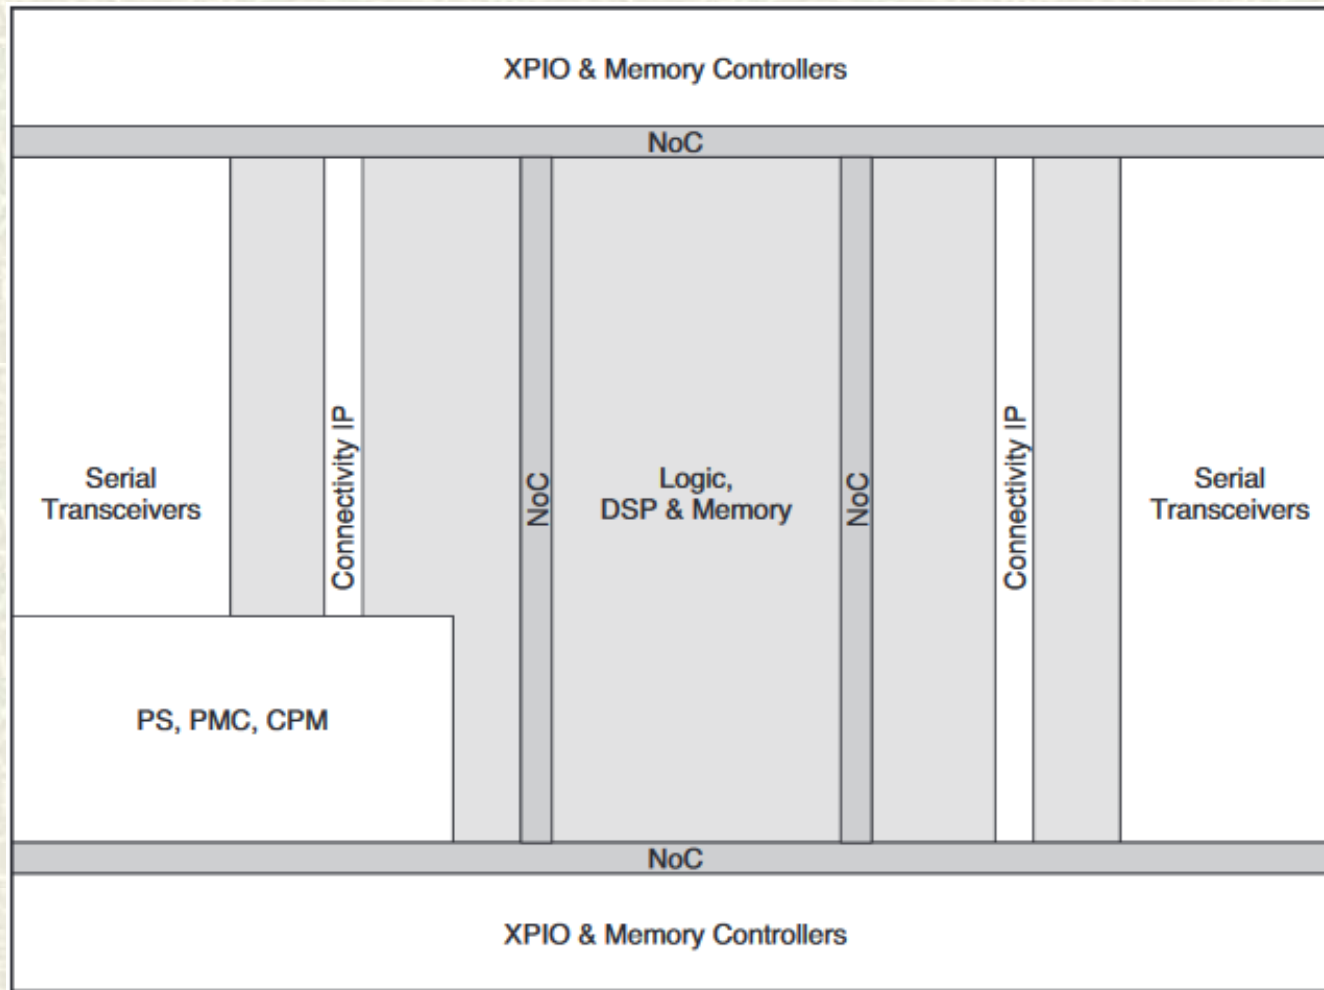 XPIO & Memory Controllers
NoC
Serial
Transceivers
Connectivity IP
NoC
Logic,
DSP & Memory
NoC
Connectivity IP
Serial
Transceivers
PS, PMC, CPM
NoC
XPIO & Memory Controllers